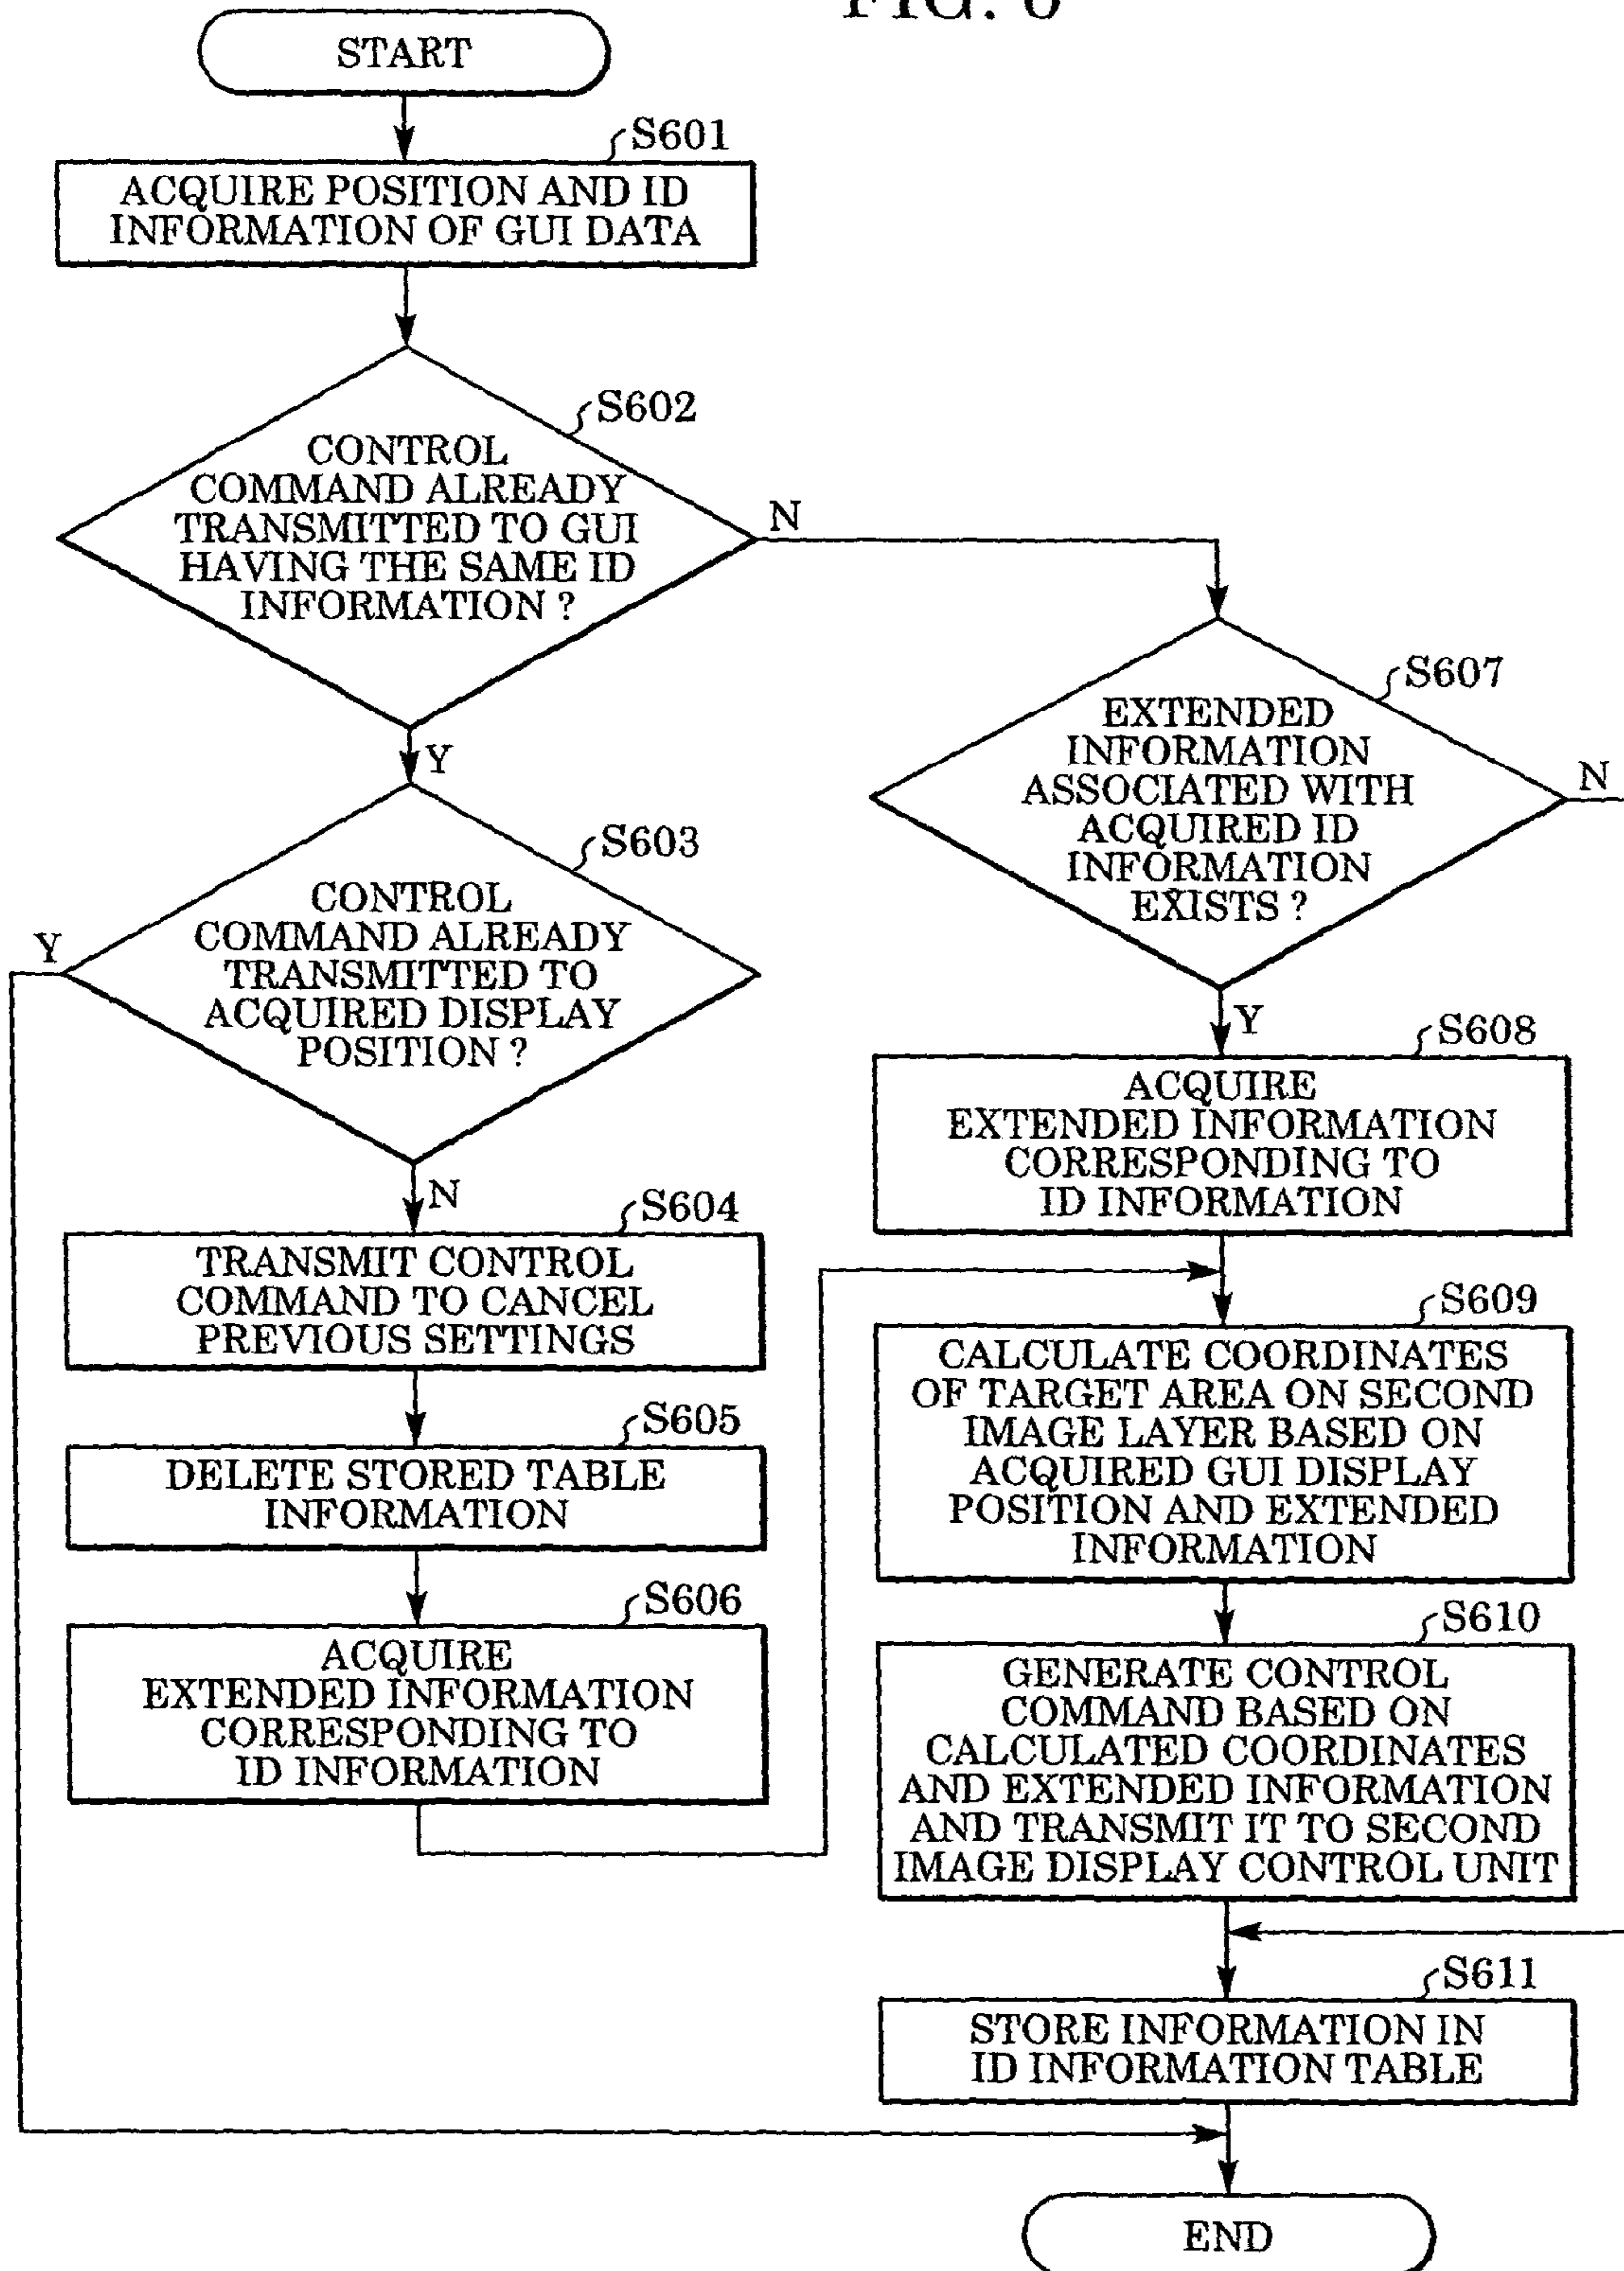 FIG. 6
START
S601
ACQUIRE POSITION AND ID
INFORMATION OF GUI DATA
S602
CONTROL
COMMAND ALREADY
TRANSMITTED TO GUI
HAVING THE SAME ID
INFORMATION ?
N
Y
S603
CONTROL
COMMAND ALREADY
TRANSMITTED TO
ACQUIRED DISPLAY
POSITION ?
Y
N
S604
TRANSMIT CONTROL
COMMAND TO CANCEL
PREVIOUS SETTINGS
S605
DELETE STORED TABLE
INFORMATION
S606
ACQUIRE
EXTENDED INFORMATION
CORRESPONDING TO
ID INFORMATION
S607
EXTENDED
INFORMATION
ASSOCIATED WITH
ACQUIRED ID
INFORMATION
EXISTS ?
N
Y
S608
ACQUIRE
EXTENDED INFORMATION
CORRESPONDING TO
ID INFORMATION
S609
CALCULATE COORDINATES
OF TARGET AREA ON SECOND
IMAGE LAYER BASED ON
ACQUIRED GUI DISPLAY
POSITION AND EXTENDED
INFORMATION
S610
GENERATE CONTROL
COMMAND BASED ON
CALCULATED COORDINATES
AND EXTENDED INFORMATION
AND TRANSMIT IT TO SECOND
IMAGE DISPLAY CONTROL UNIT
S611
STORE INFORMATION IN
ID INFORMATION TABLE
END